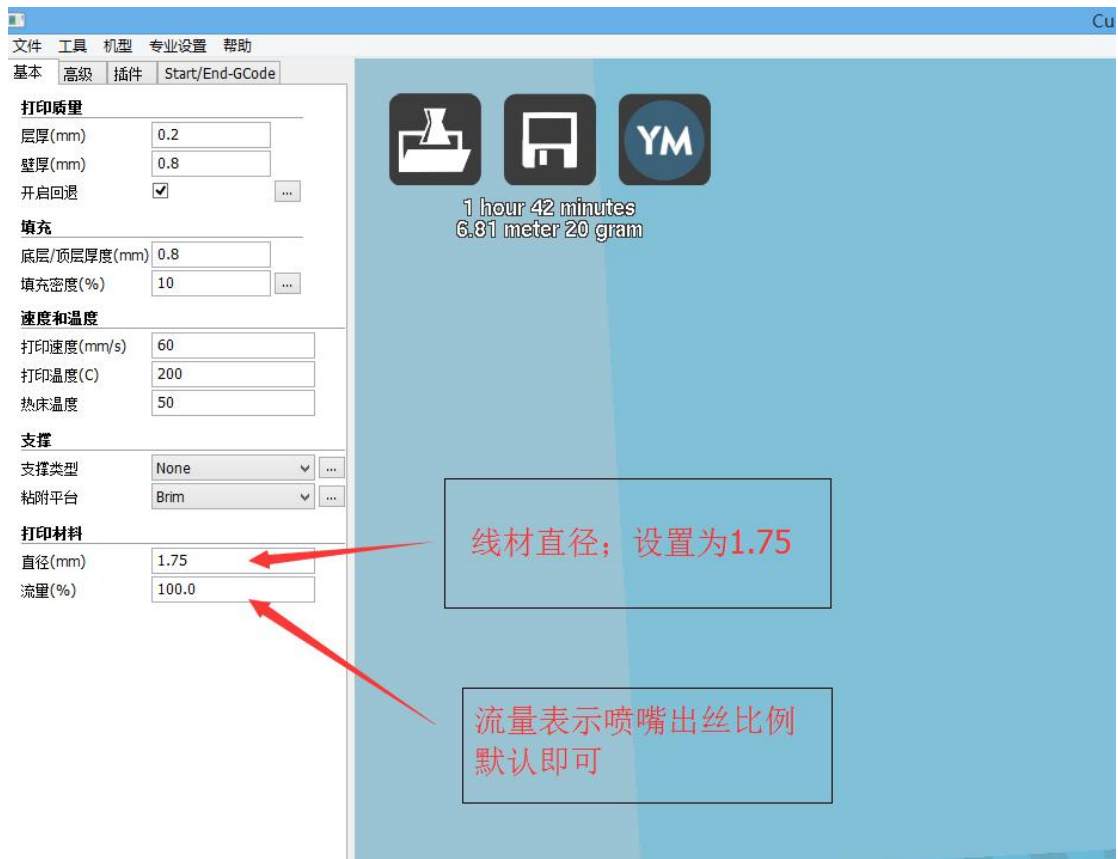 Cu
文件 工具 机型 专业设置 帮助
基本 高级 插件 Start/End-GCode
打印质量
层厚(mm) 0.2
壁厚(mm) 0.8
开启回退 ...
填充
底层/顶层厚度(mm) 0.8
填充密度(%) 10 ...
速度和温度
打印速度(mm/s) 60
打印温度(C) 200
热床温度 50
支撑
支撑类型 None ...
粘附平台 Brim ...
打印材料
直径(mm) 1.75
流量(%) 100.0
YM
1 hour 42 minutes
6.81 meter 20 gram
线材直径；设置为1.75
流量表示喷嘴出丝比例
默认即可